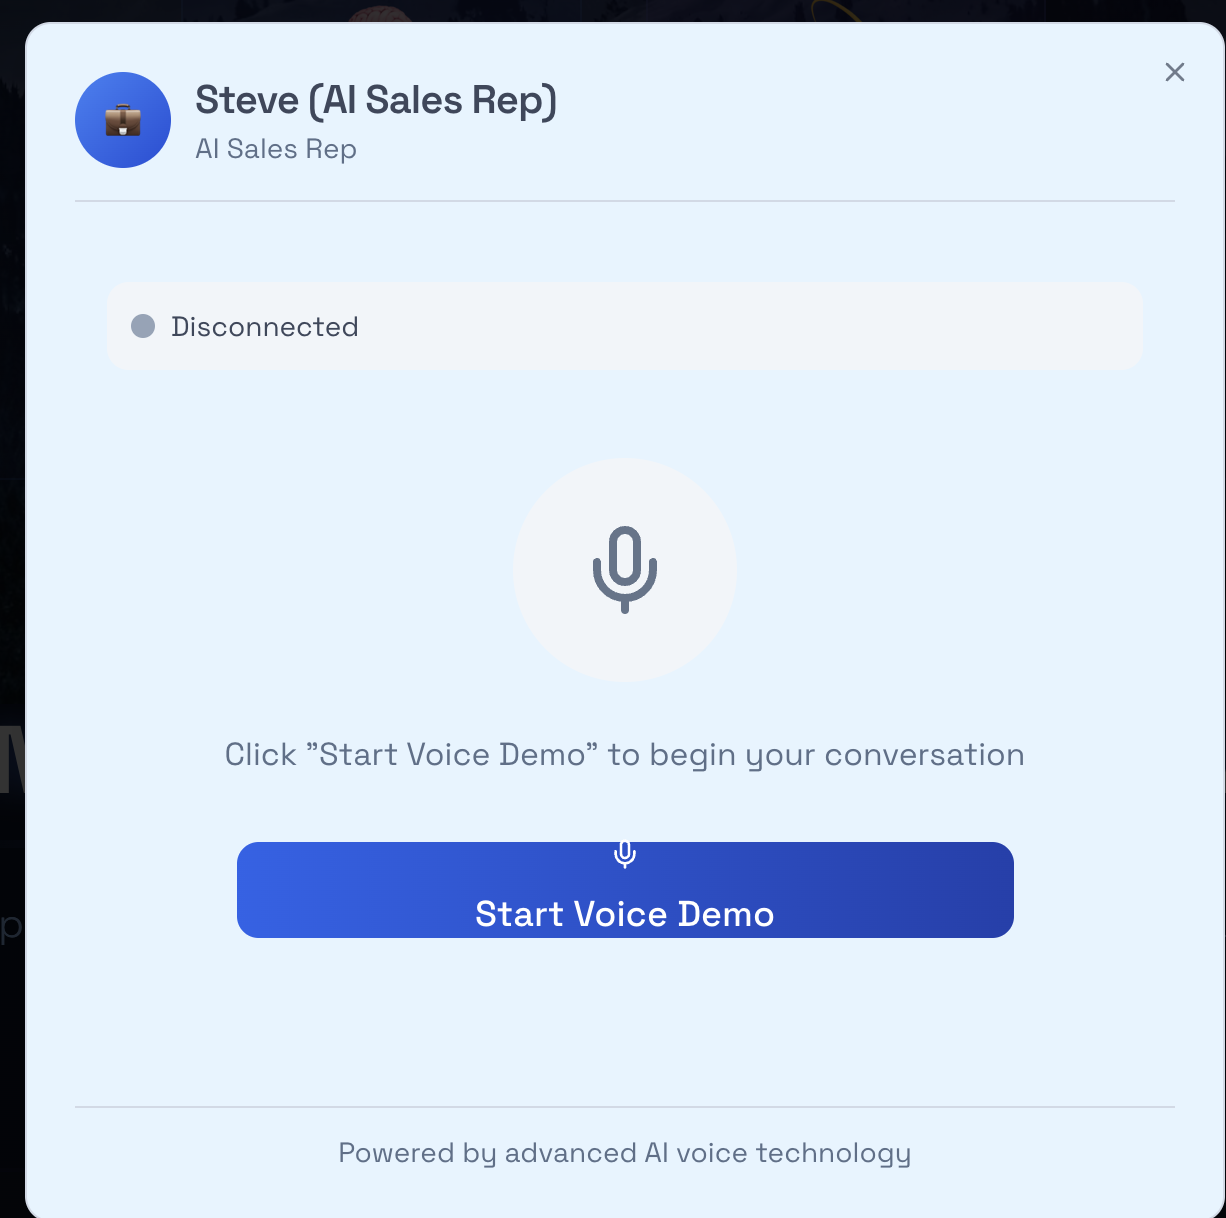 Steve (AI Sales Rep)
AI Sales Rep
Disconnected
Click "Start Voice Demo" to begin your conversation
Start Voice Demo
Powered by advanced AI voice technology